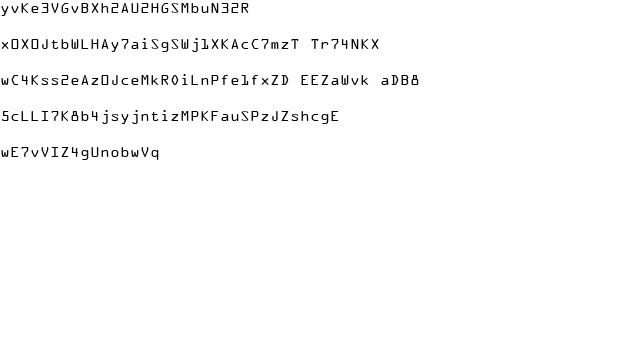 yvKe3VGvBXh2AU2HGSMbuN32R
xOXOJtbWLHAy7aiSgSWj1XKAcC7mzT Tr74NKX
wC4Kss2eAzOJceMkR0iLnPfe1fxZD EEZaWvk aDB8
5cLLI7K8b4jsyjntizMPKFauSPzJZshcgE
wE7vVIZ4gUnobwVq